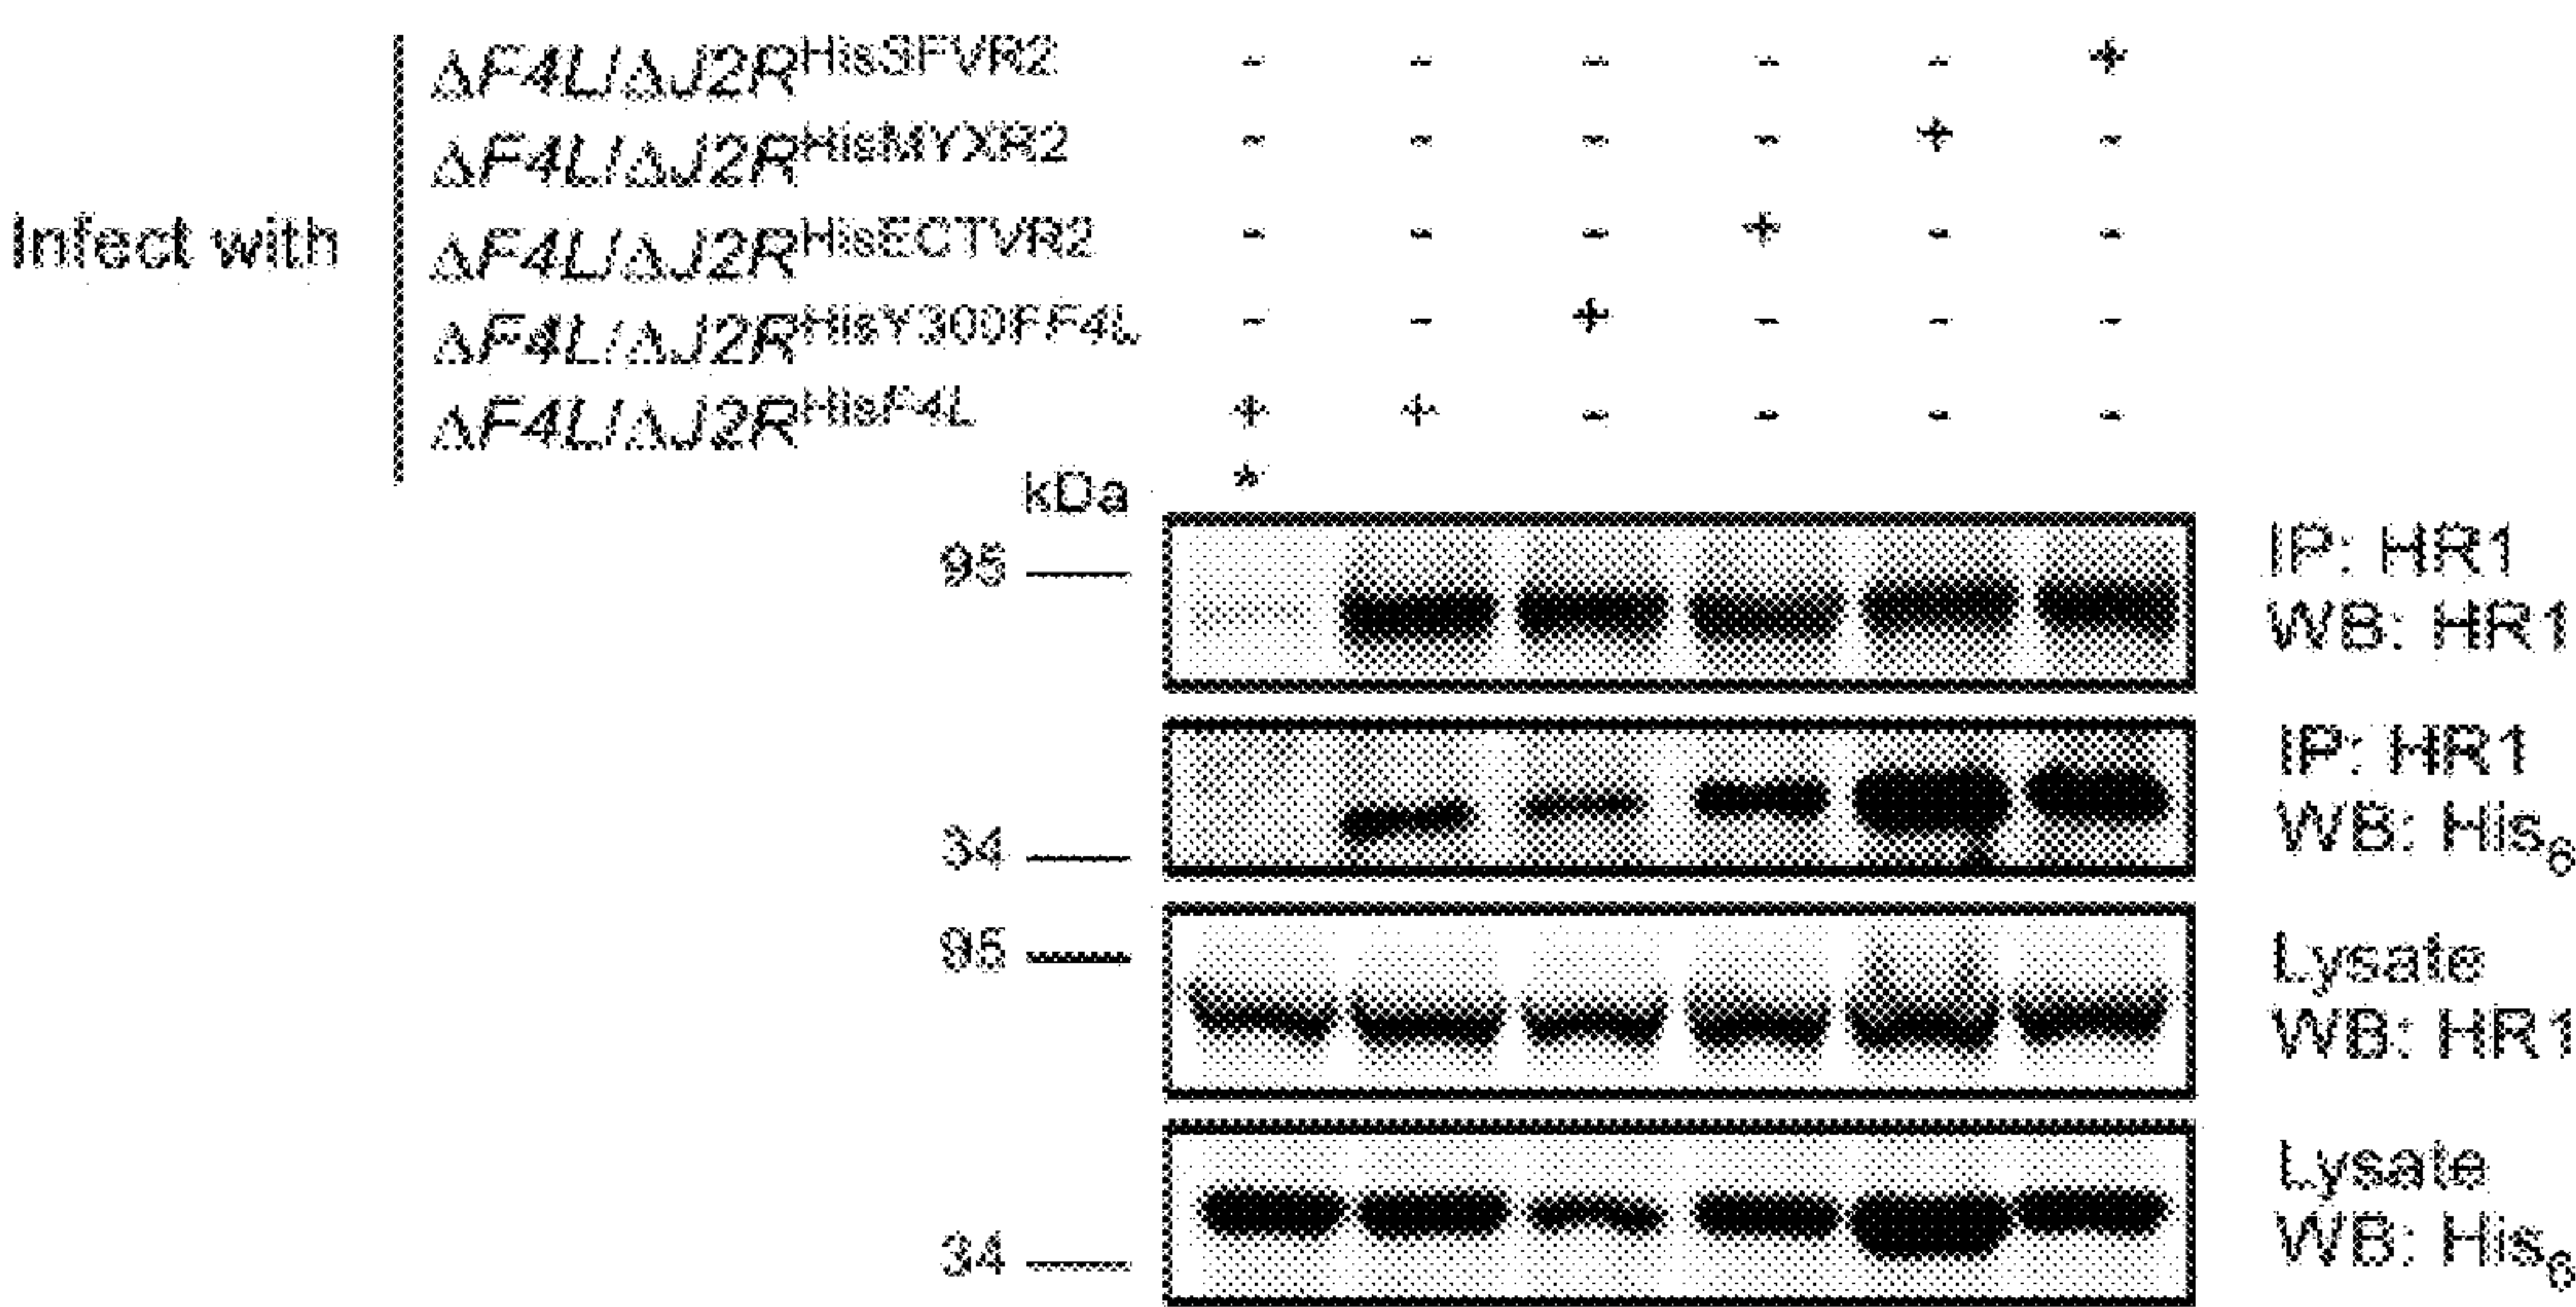 ΔF4L/ΔJ2R^HisSFVR2 - - - - - +
ΔF4L/ΔJ2R^HisMYXR2 - - - - + -
Infect with ΔF4L/ΔJ2R^HisECTVR2 - - - + - -
ΔF4L/ΔJ2R^HisY300FF4L - - + - - -
ΔF4L/ΔJ2R^HisF4L + + - - - -
*
kDa
95
IP: HR1
WB: HR1
IP: HR1
WB: His6
34
95
Lysate
WB: HR1
Lysate
WB: His6
34